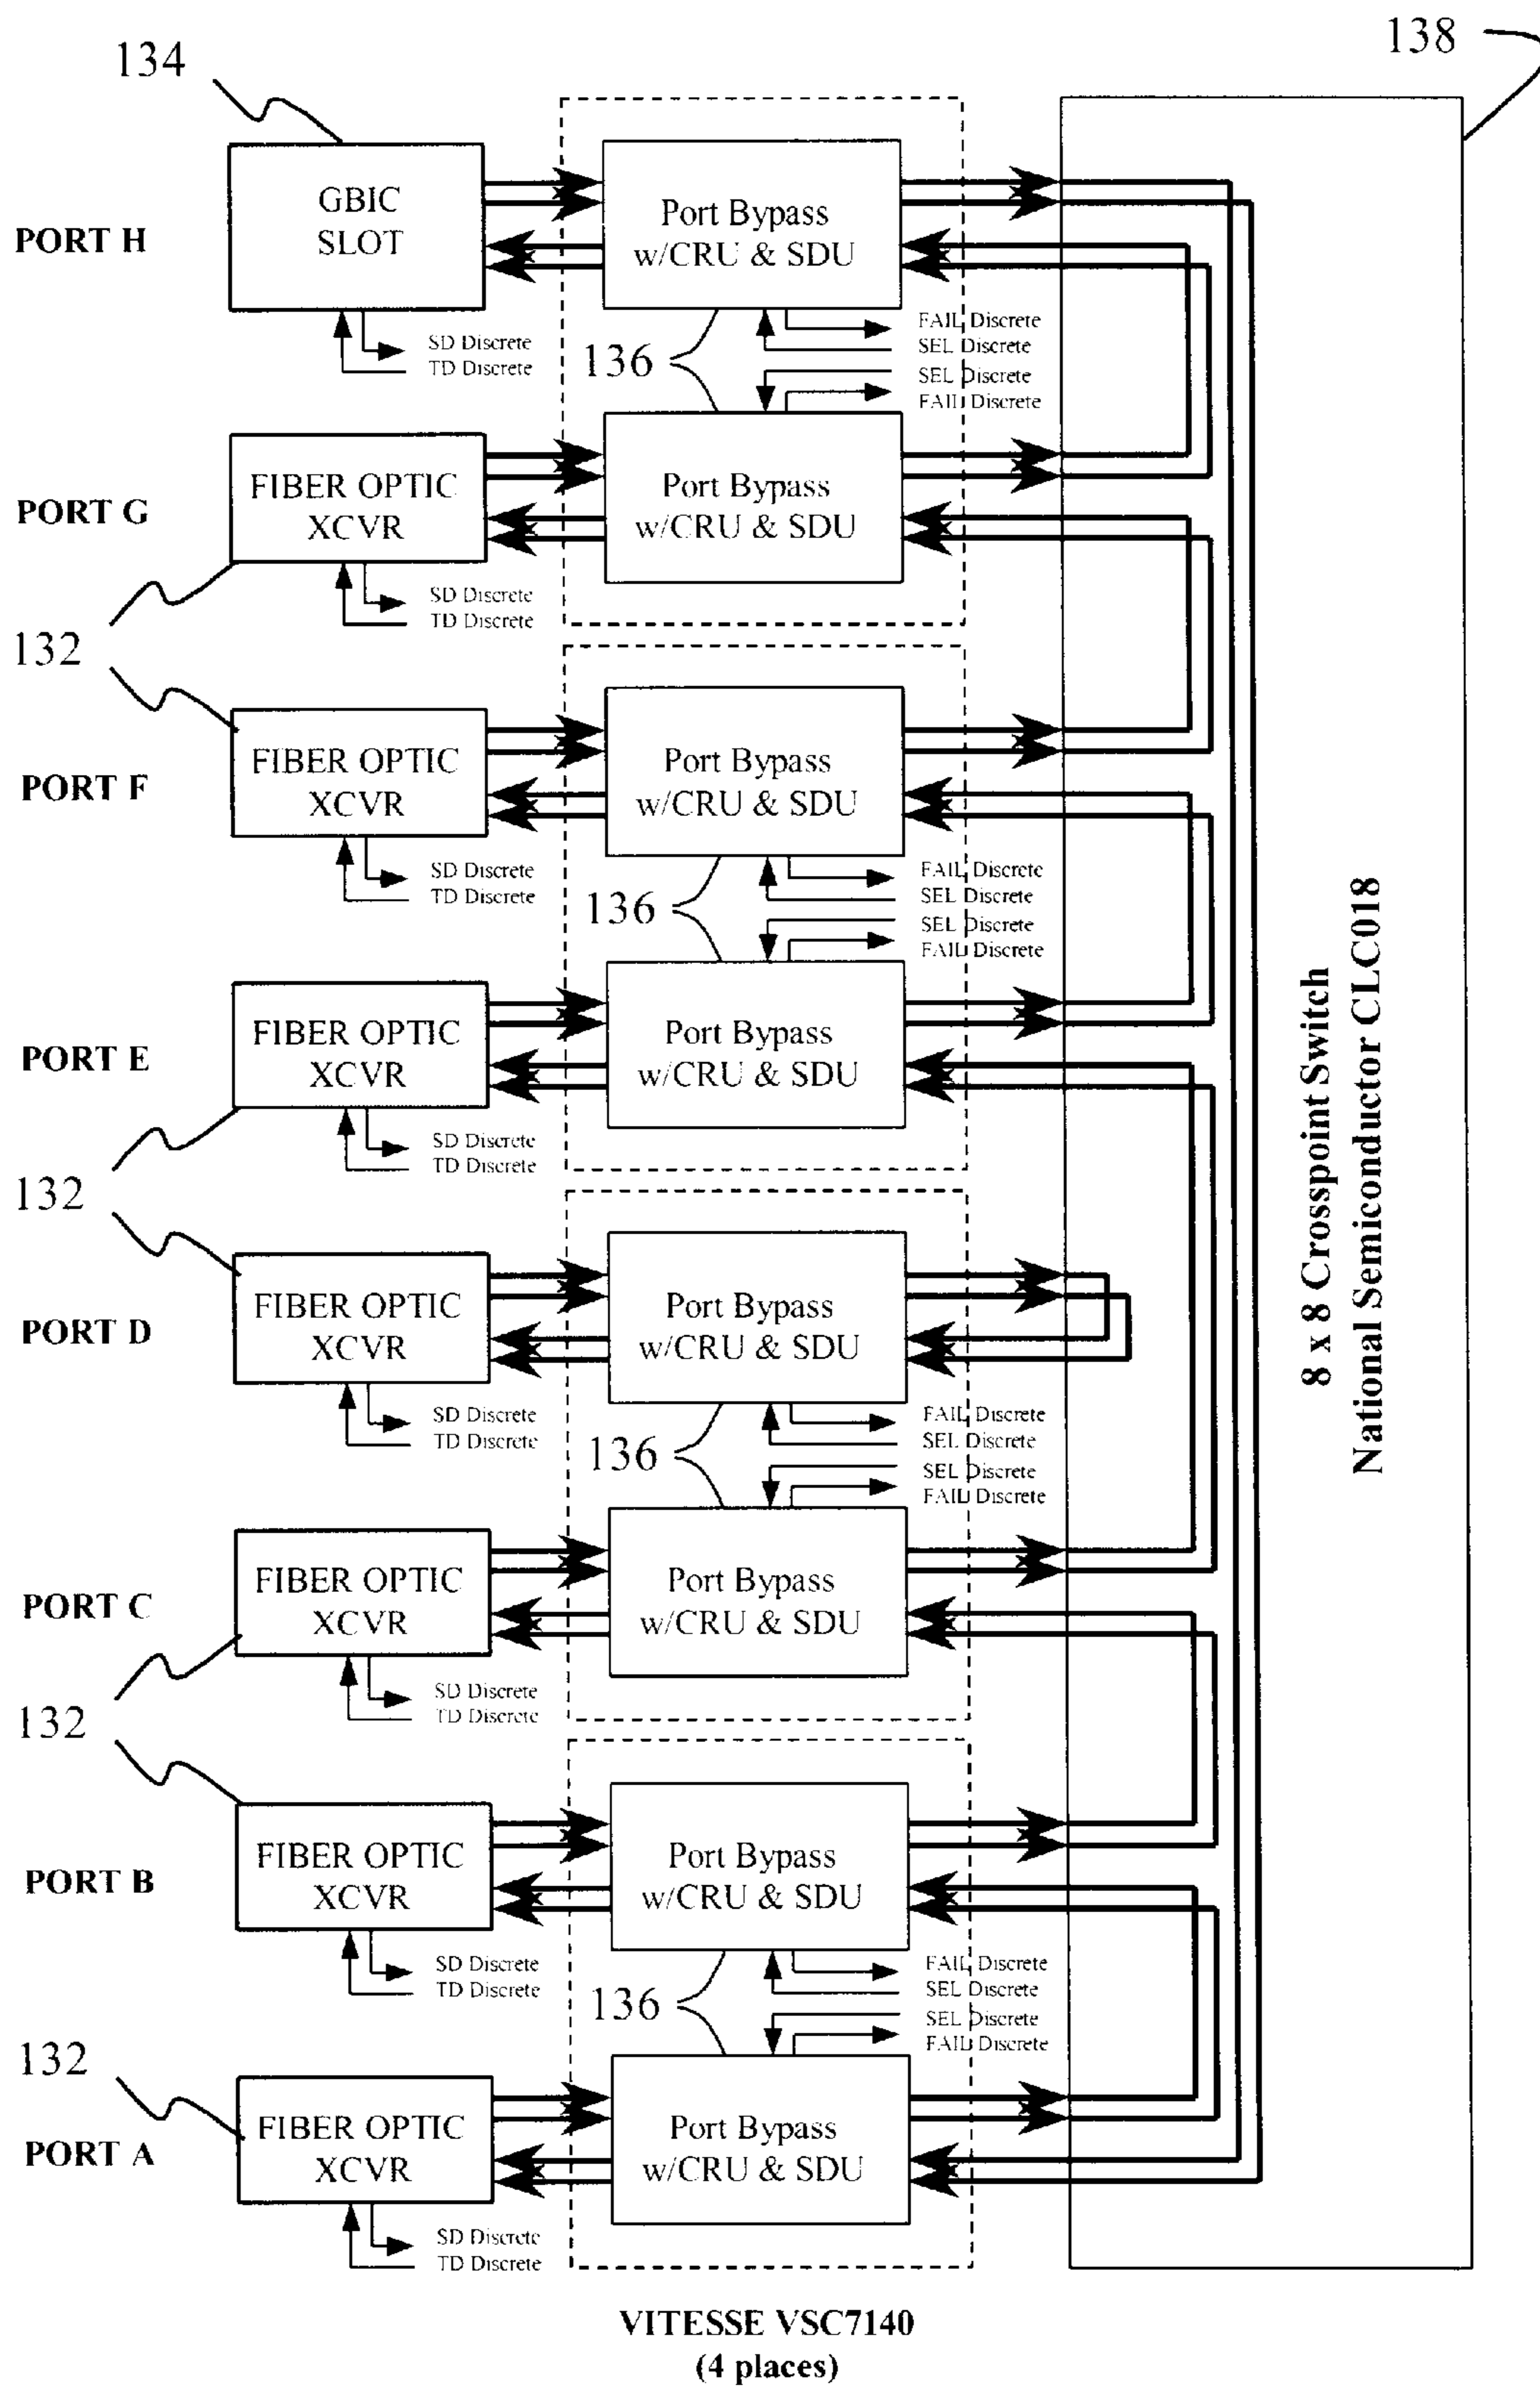 134
138
PORT H
GBIC
SLOT
Port Bypass
w/CRU & SDU
SD Discrete
TD Discrete
136
FAIL Discrete
SEL Discrete
SEL Discrete
FAIL Discrete
PORT G
FIBER OPTIC
XCVR
Port Bypass
w/CRU & SDU
SD Discrete
TD Discrete
132
PORT F
FIBER OPTIC
XCVR
Port Bypass
w/CRU & SDU
SD Discrete
TD Discrete
136
FAIL Discrete
SEL Discrete
SEL Discrete
FAIL Discrete
PORT E
FIBER OPTIC
XCVR
Port Bypass
w/CRU & SDU
SD Discrete
TD Discrete
132
PORT D
FIBER OPTIC
XCVR
Port Bypass
w/CRU & SDU
SD Discrete
TD Discrete
136
FAIL Discrete
SEL Discrete
SEL Discrete
FAIL Discrete
PORT C
FIBER OPTIC
XCVR
Port Bypass
w/CRU & SDU
SD Discrete
TD Discrete
132
PORT B
FIBER OPTIC
XCVR
Port Bypass
w/CRU & SDU
SD Discrete
TD Discrete
136
FAIL Discrete
SEL Discrete
SEL Discrete
FAIL Discrete
132
PORT A
FIBER OPTIC
XCVR
Port Bypass
w/CRU & SDU
SD Discrete
TD Discrete
8 x 8 Crosspoint Switch
National Semiconductor CLC018
VITESSE VSC7140
(4 places)